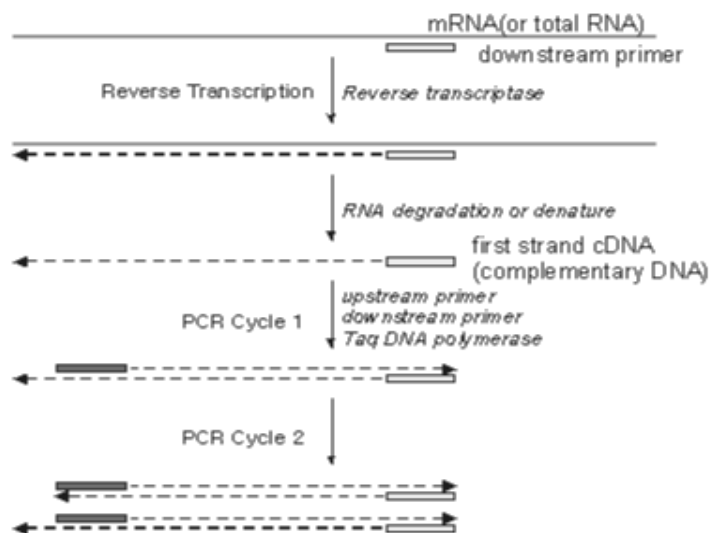 mRNA(or total RNA)
downstream primer
Reverse Transcription
Reverse transcriptase
RNA degradation or denature
first strand cDNA
(complementary DNA)
PCR Cycle 1
upstream primer
downstream primer
Taq DNA polymerase
PCR Cycle 2